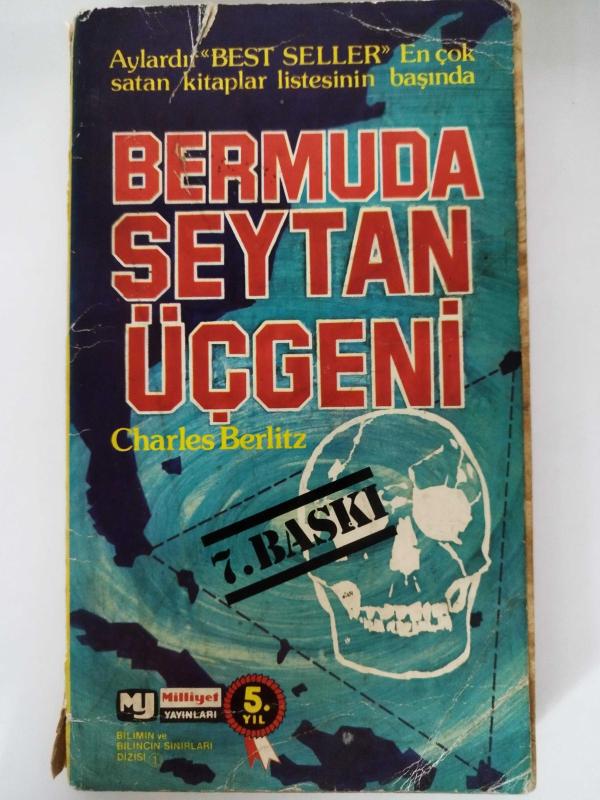 Aylardır «BEST SELLER» En çok
satan kitaplar listesinin başında
BERMUDA
ŞEYTAN
ÜÇGENİ
Charles Berlitz
7. BASKI
MJ
Milliyet
YAYINLARI
5.
YIL
BİLİMİN ve
BİLİNCİN SINIRLARI
DİZİSİ 1